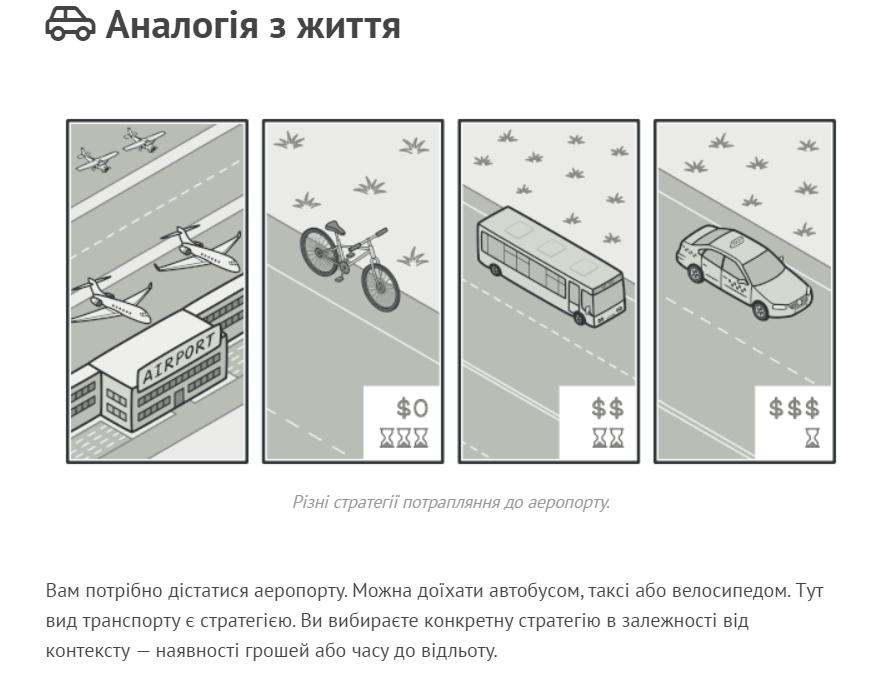 Аналогія з життя
AIRPORT
$0
$$
$$$
Різні стратегії потрапляння до аеропорту.
Вам потрібно дістатися аеропорту. Можна доїхати автобусом, таксі або велосипедом. Тут
вид транспорту є стратегією. Ви вибираєте конкретну стратегію в залежності від
контексту — наявності грошей або часу до відльоту.